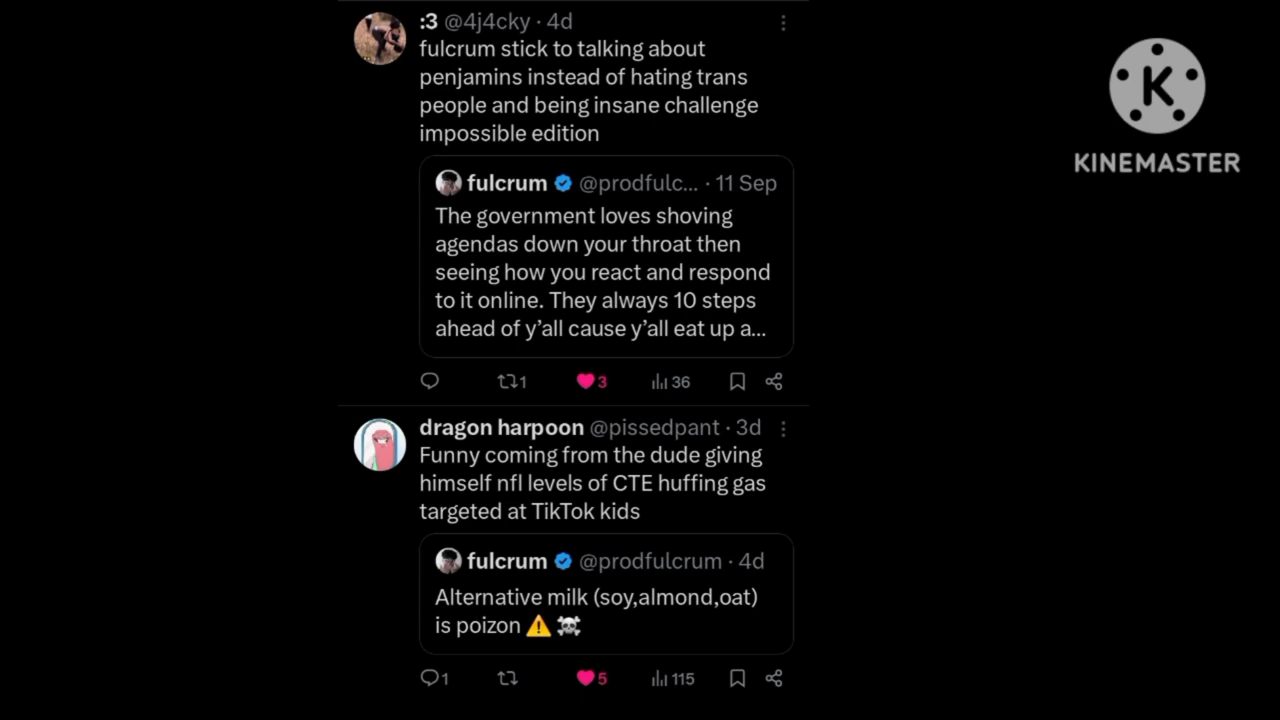 :3 @4j4cky · 4d
fulcrum stick to talking about
penjamins instead of hating trans
people and being insane challenge
impossible edition
fulcrum @prodfulc... · 11 Sep
The government loves shoving
agendas down your throat then
seeing how you react and respond
to it online. They always 10 steps
ahead of y’all cause y’all eat up a...
1 3 36
dragon harpoon @pissedpant · 3d
Funny coming from the dude giving
himself nfl levels of CTE huffing gas
targeted at TikTok kids
fulcrum @prodfulcrum · 4d
Alternative milk (soy,almond,oat)
is poizon ⚠️ ☠️
1 5 115
K
KINEMASTER